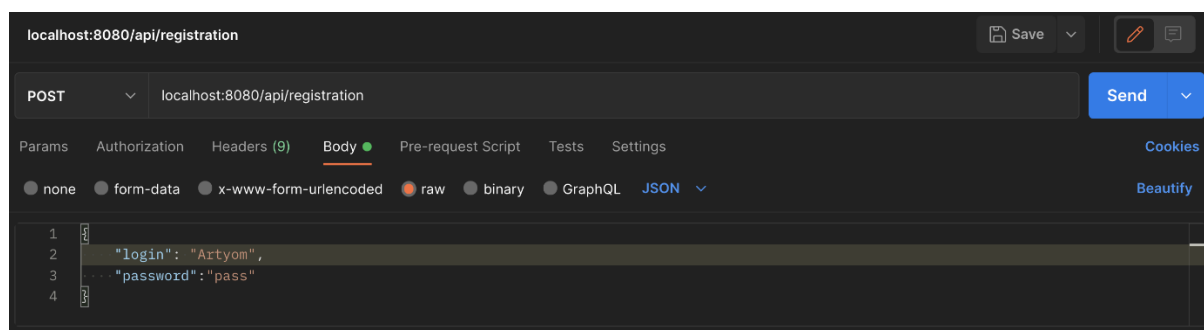 localhost:8080/api/registration
Save
POST
localhost:8080/api/registration
Send
Params Authorization Headers (9) Body Pre-request Script Tests Settings Cookies
none form-data x-www-form-urlencoded raw binary GraphQL JSON Beautify
1 {
2 "login": "Artyom",
3 "password":"pass"
4 }